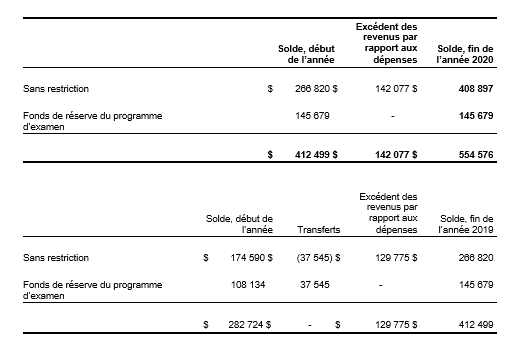 Excédent des
revenus par
Solde, début rapport aux Solde, fin de
de l'année dépenses l'année 2020
Sans restriction $ 266 820 $ 142 077 $ 408 897
Fonds de réserve du programme 145 679 - 145 679
d'examen
$ 412 499 $ 142 077 $ 554 576
Excédent des
revenus par
Solde, début de rapport aux Solde, fin de
l'année Transferts dépenses l'année 2019
Sans restriction $ 174 590 $ (37 545) $ 129 775 $ 266 820
Fonds de réserve du programme 108 134 37 545 - 145 679
d'examen
$ 282 724 $ - $ 129 775 $ 412 499